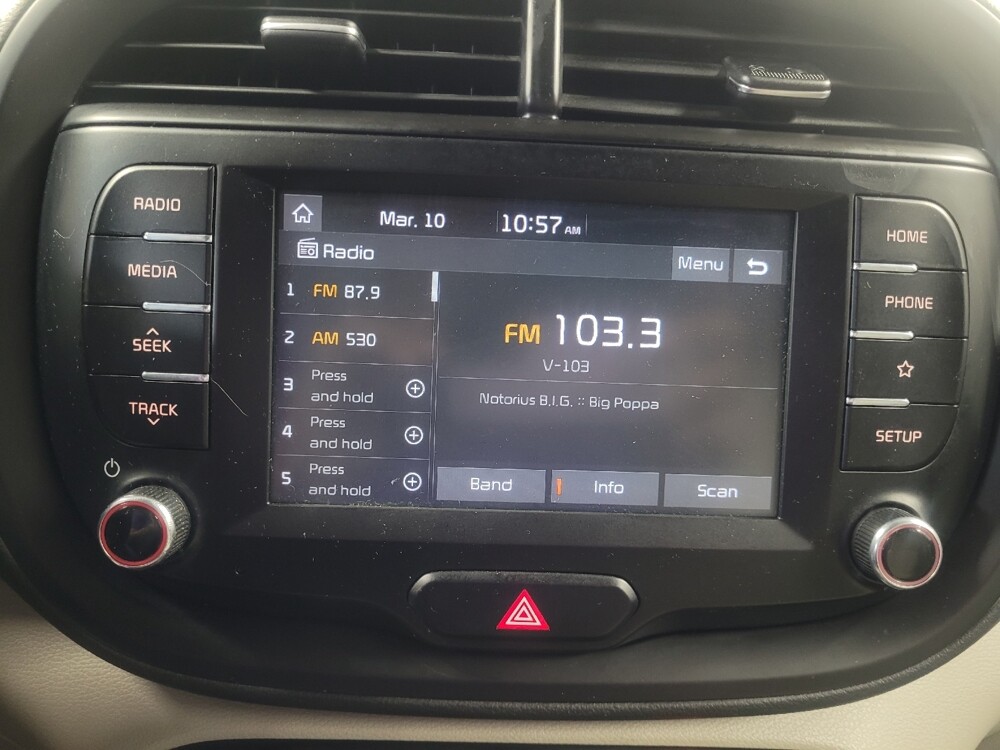 RADIO
MEDIA
SEEK
TRACK
Mar. 10 10:57 AM
Radio
Menu
1 FM 87.9
2 AM 530
3 Press
and hold
4 Press
and hold
5 Press
and hold
FM 103.3
V-103
Notorius B.I.G. :: Big Poppa
Band
! Info
Scan
HOME
PHONE
SETUP